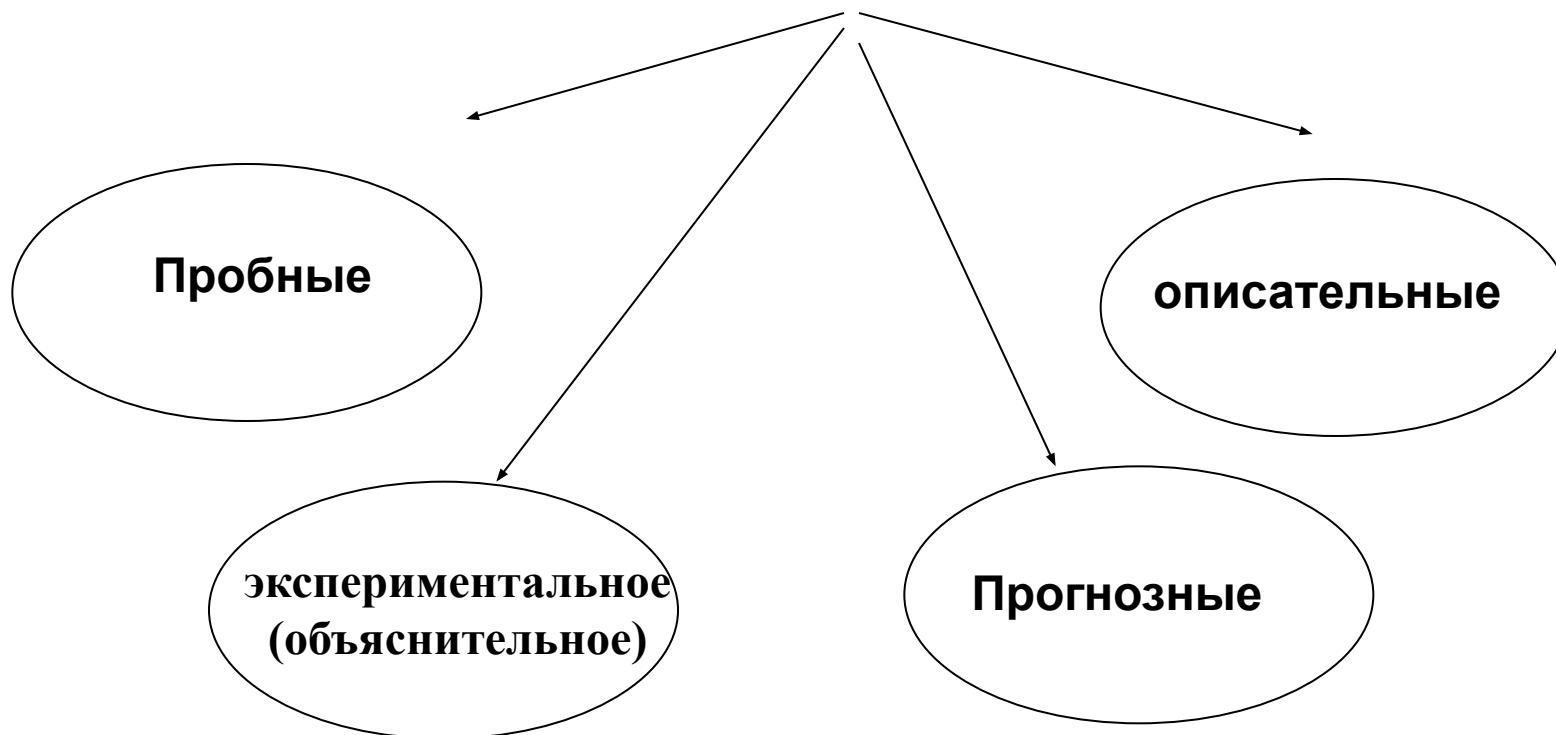 Пробные
описательные
экспериментальное
(объяснительное)
Прогнозные